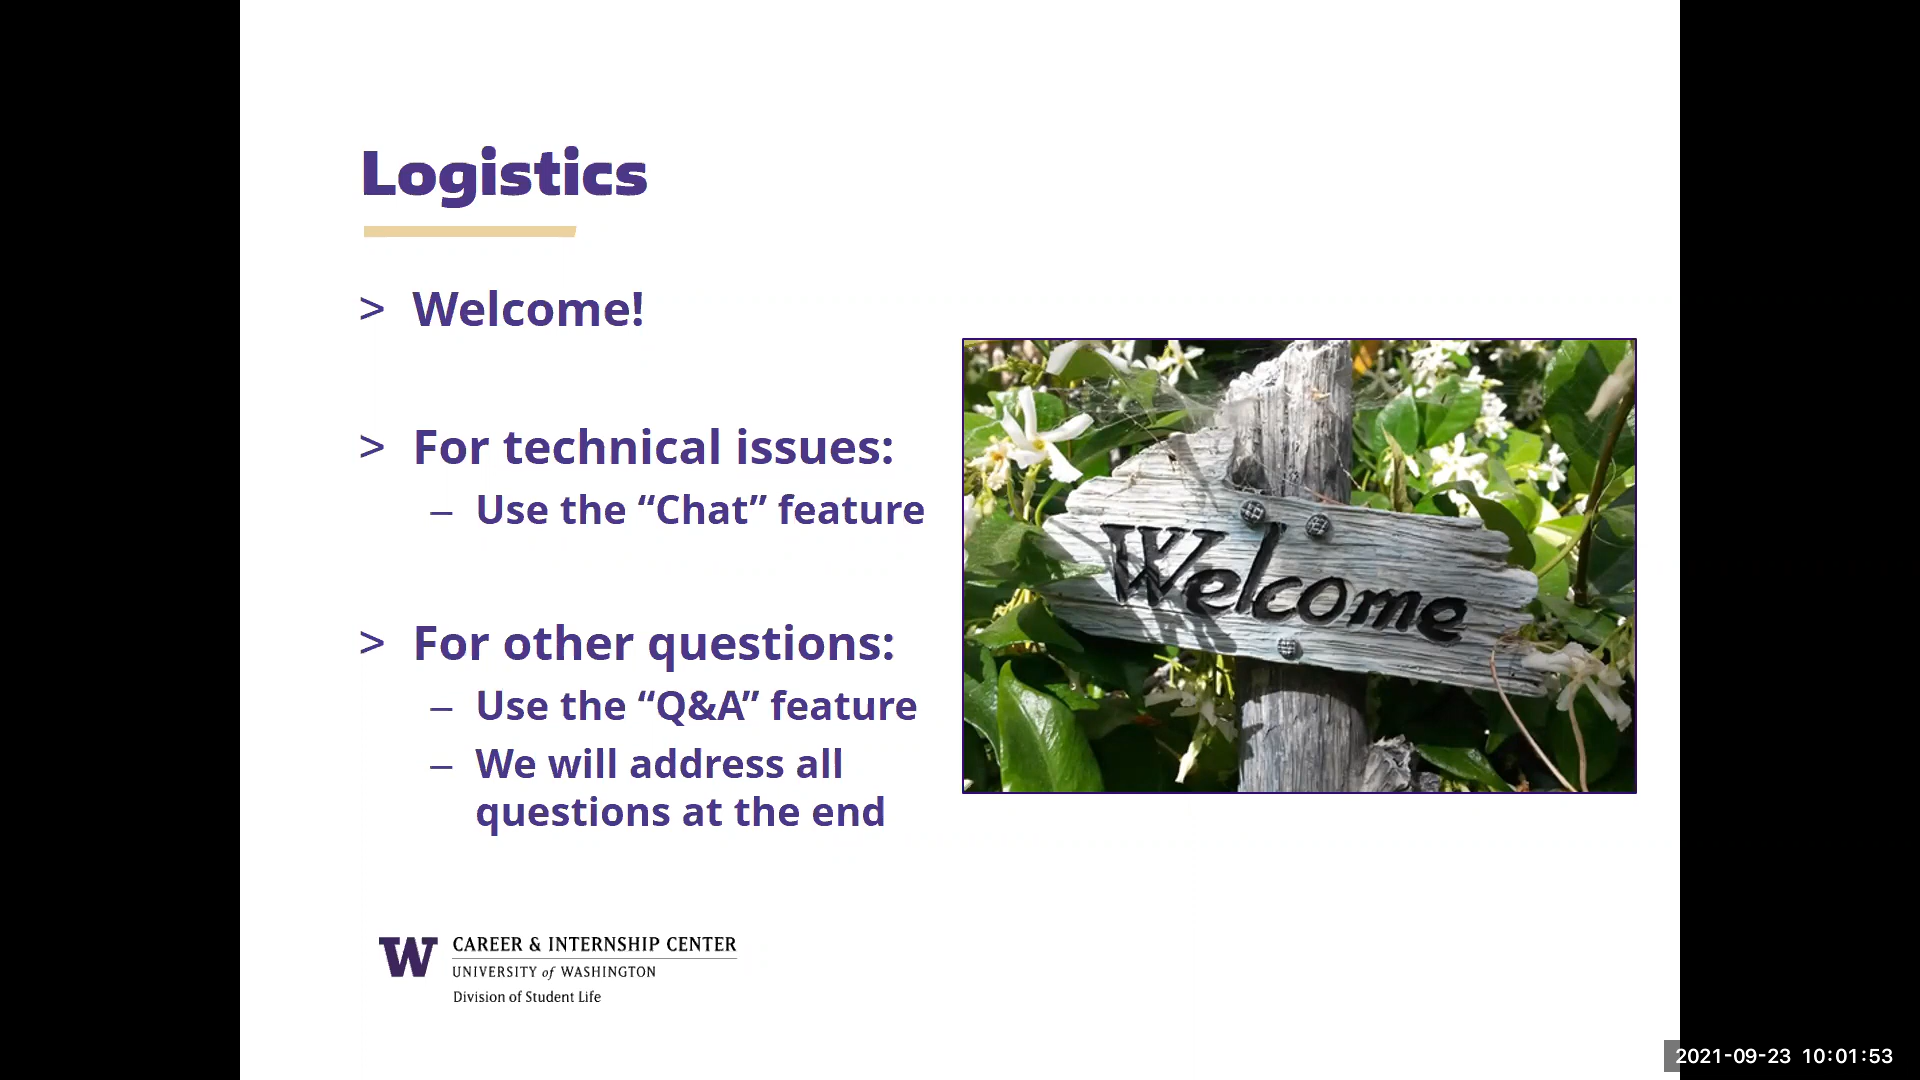 Logistics
> Welcome!
> For technical issues:
– Use the “Chat” feature
> For other questions:
– Use the “Q&A” feature
– We will address all
questions at the end
Welcome
W
CAREER & INTERNSHIP CENTER
UNIVERSITY of WASHINGTON
Division of Student Life
2021-09-23 10:01:53